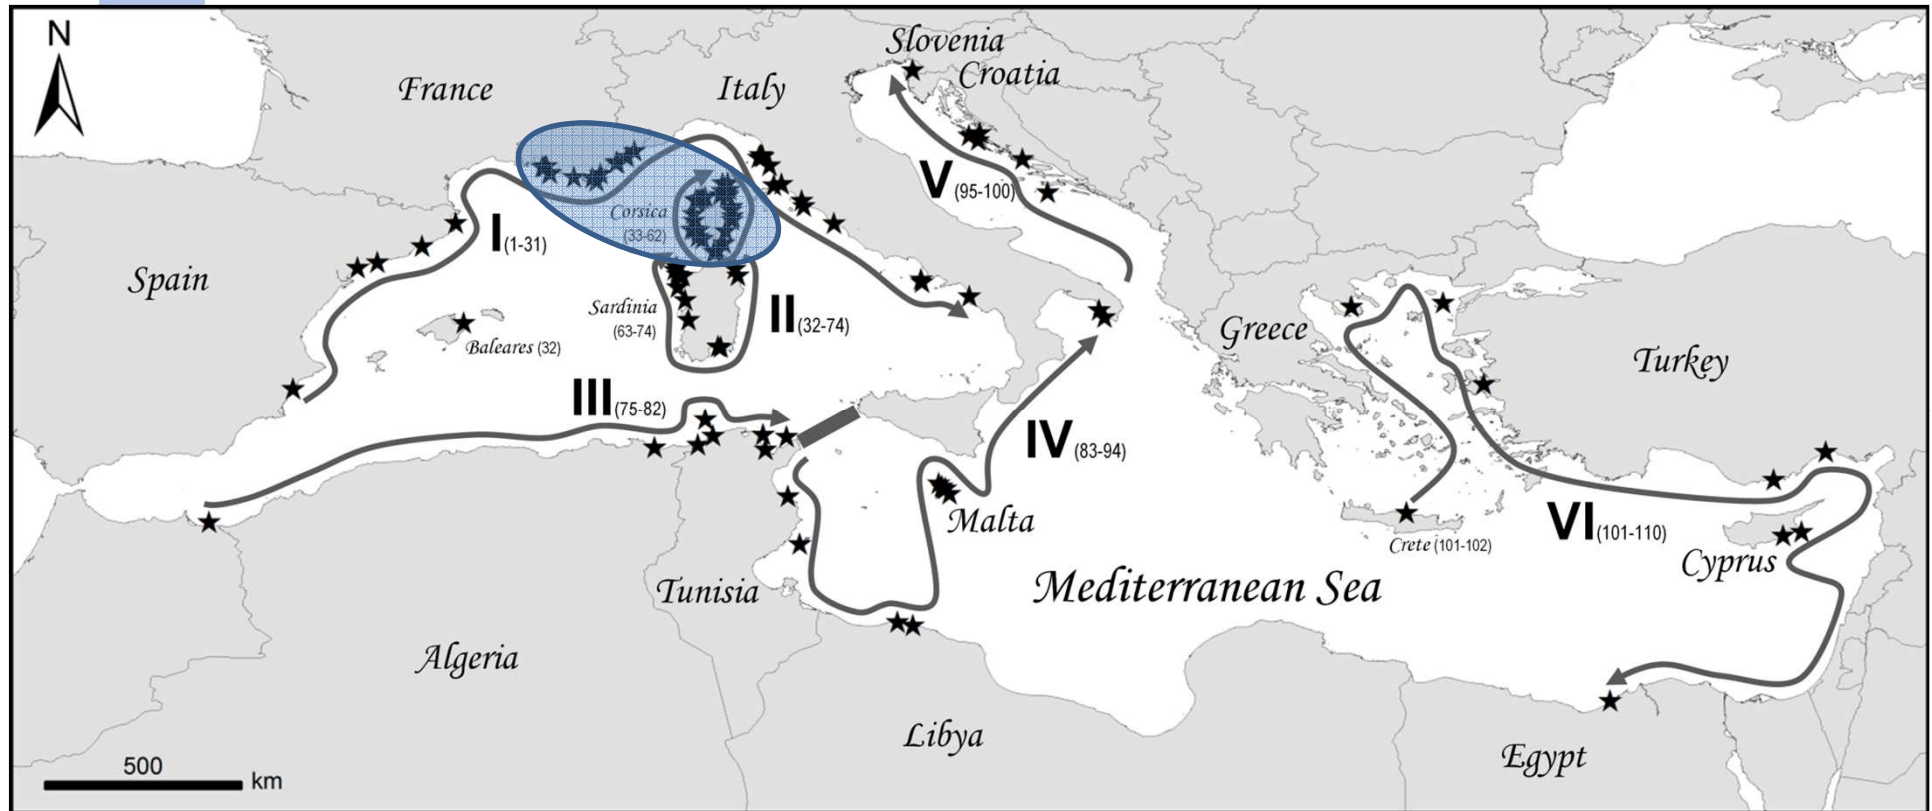 N
Slovenia
Croatia
France
Italy
V (95-100)
I (1-31)
Corsica
(33-62)
Spain
Sardinia
(63-74)
II (32-74)
Baleares (32)
Greece
Turkey
III (75-82)
IV (83-94)
Malta
VI (101-110)
Crete (101-102)
Cyprus
Tunisia
Mediterranean Sea
Algeria
Libya
Egypt
500 km